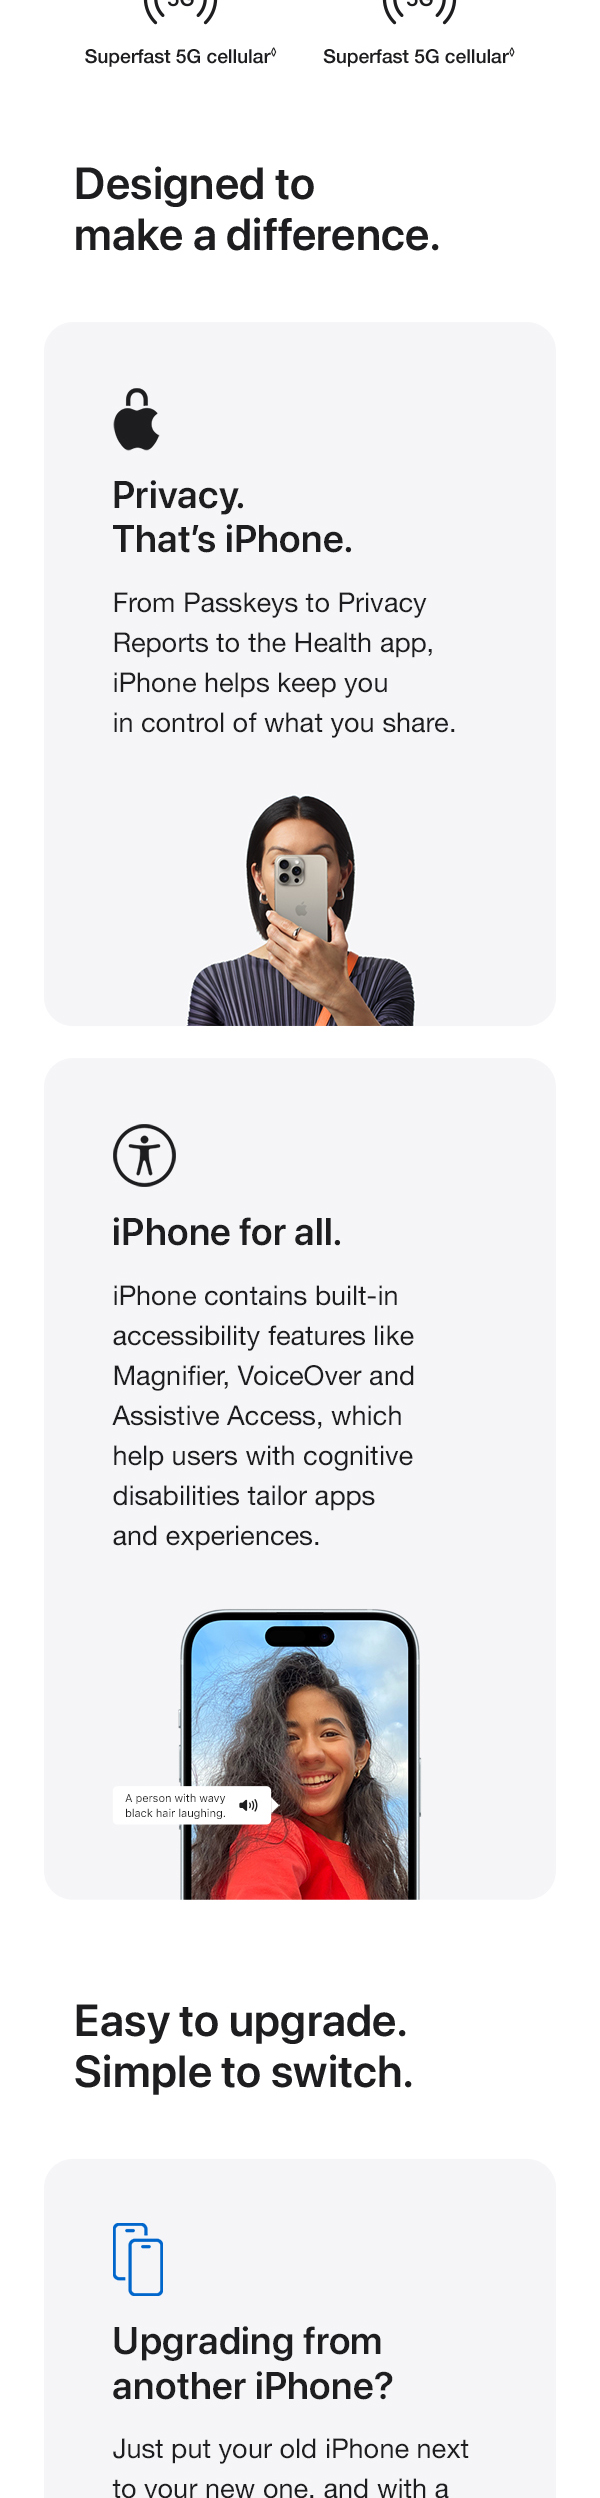 5G 5G
Superfast 5G cellular◊ Superfast 5G cellular◊
Designed to
make a difference.
Privacy.
That’s iPhone.
From Passkeys to Privacy
Reports to the Health app,
iPhone helps keep you
in control of what you share.
iPhone for all.
iPhone contains built-in
accessibility features like
Magnifier, VoiceOver and
Assistive Access, which
help users with cognitive
disabilities tailor apps
and experiences.
A person with wavy
black hair laughing.
Easy to upgrade.
Simple to switch.
Upgrading from
another iPhone?
Just put your old iPhone next
to your new one, and with a